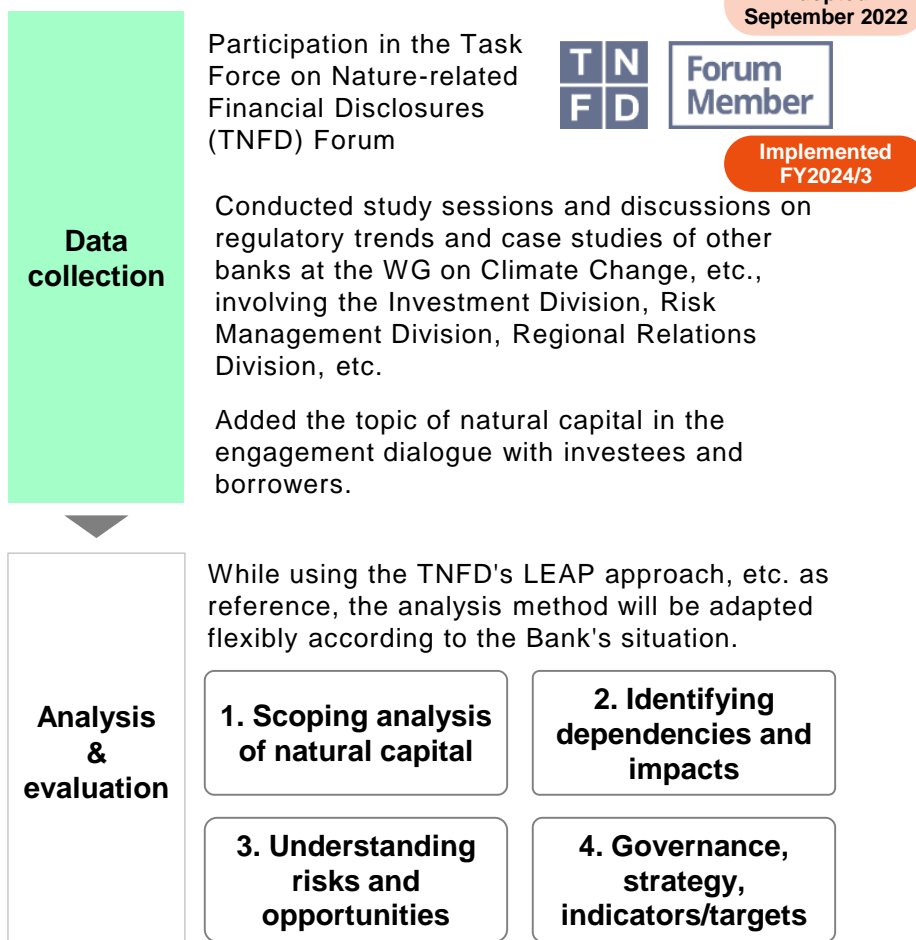 September 2022
Participation in the Task
Force on Nature-related
Financial Disclosures
(TNFD) Forum
T N
F D
Forum
Member
Implemented
FY2024/3
Data
collection
Conducted study sessions and discussions on
regulatory trends and case studies of other
banks at the WG on Climate Change, etc.,
involving the Investment Division, Risk
Management Division, Regional Relations
Division, etc.
Added the topic of natural capital in the
engagement dialogue with investees and
borrowers.
Analysis
&
evaluation
While using the TNFD's LEAP approach, etc. as
reference, the analysis method will be adapted
flexibly according to the Bank's situation.
1. Scoping analysis
of natural capital
2. Identifying
dependencies and
impacts
3. Understanding
risks and
opportunities
4. Governance,
strategy,
indicators/targets